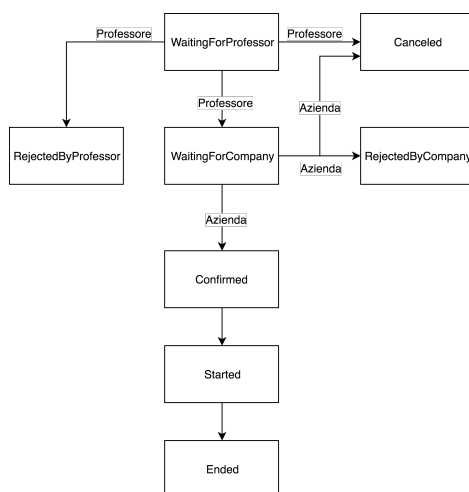 Professore
WaitingForProfessor
Professore
Canceled
Professore
Azienda
RejectedByProfessor
WaitingForCompany
Azienda
RejectedByCompany
Azienda
Confirmed
Started
Ended